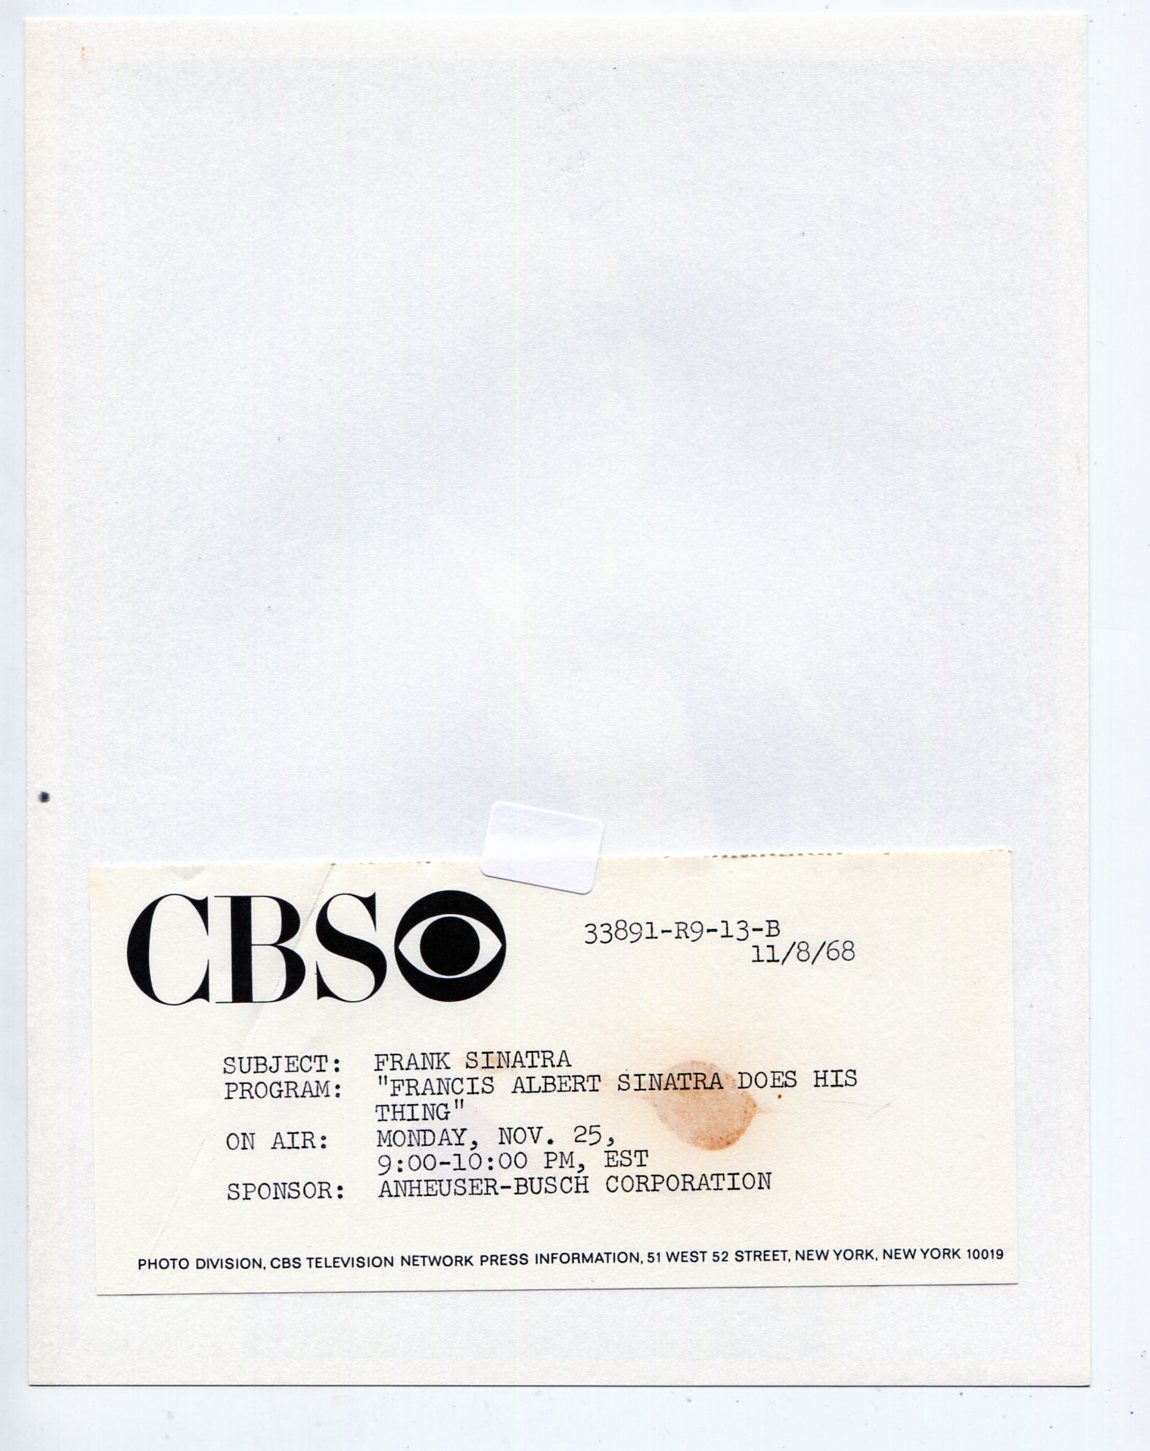 CBS
33891-R9-13-B
11/8/68
SUBJECT: FRANK SINATRA
PROGRAM: "FRANCIS ALBERT SINATRA DOES HIS
THING"
ON AIR: MONDAY, NOV. 25,
9:00-10:00 PM, EST
SPONSOR: ANHEUSER-BUSCH CORPORATION
PHOTO DIVISION, CBS TELEVISION NETWORK PRESS INFORMATION, 51 WEST 52 STREET, NEW YORK, NEW YORK 10019